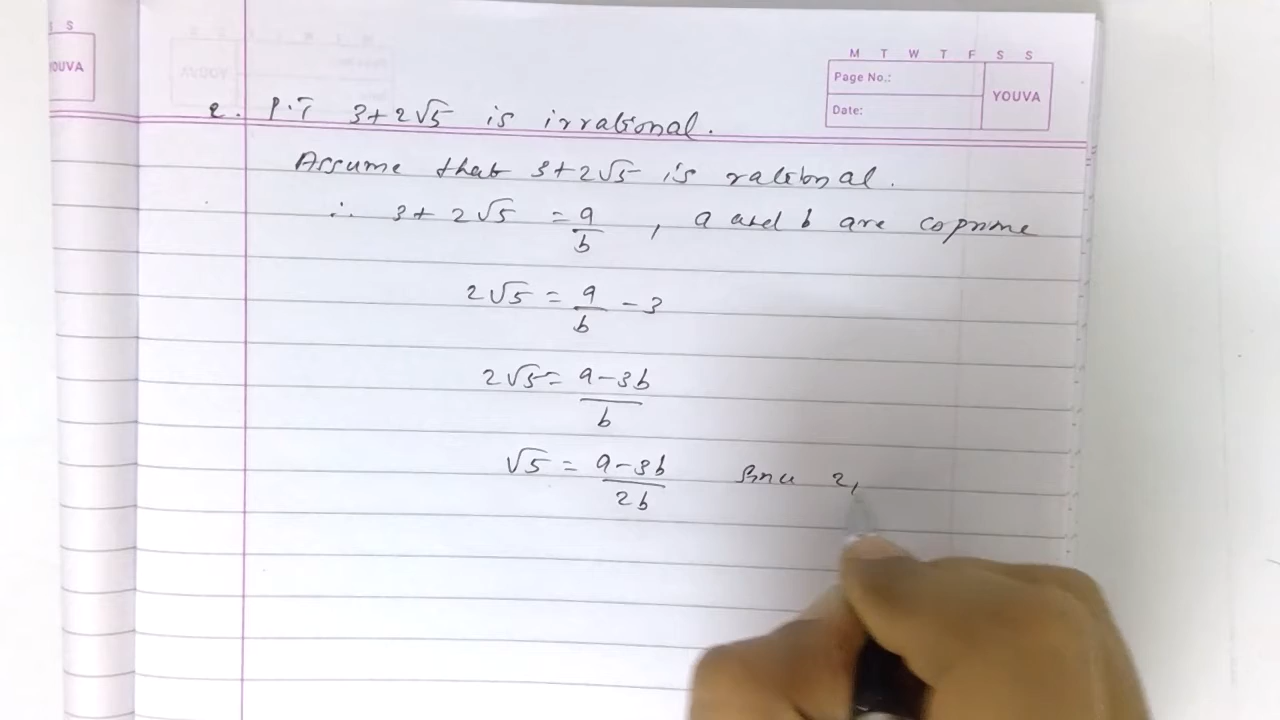 S
YOUVA
M T W T F S S
Page No.:
YOUVA
Date:
2. P.T 3+2√5 is irrational.
Assume that 3+2√5 is rational.
∴ 3+ 2√5 = a/b , a and b are coprime
2√5 = a/b - 3
2√5 = a-3b/b
√5 = a-3b/2b Since 2,